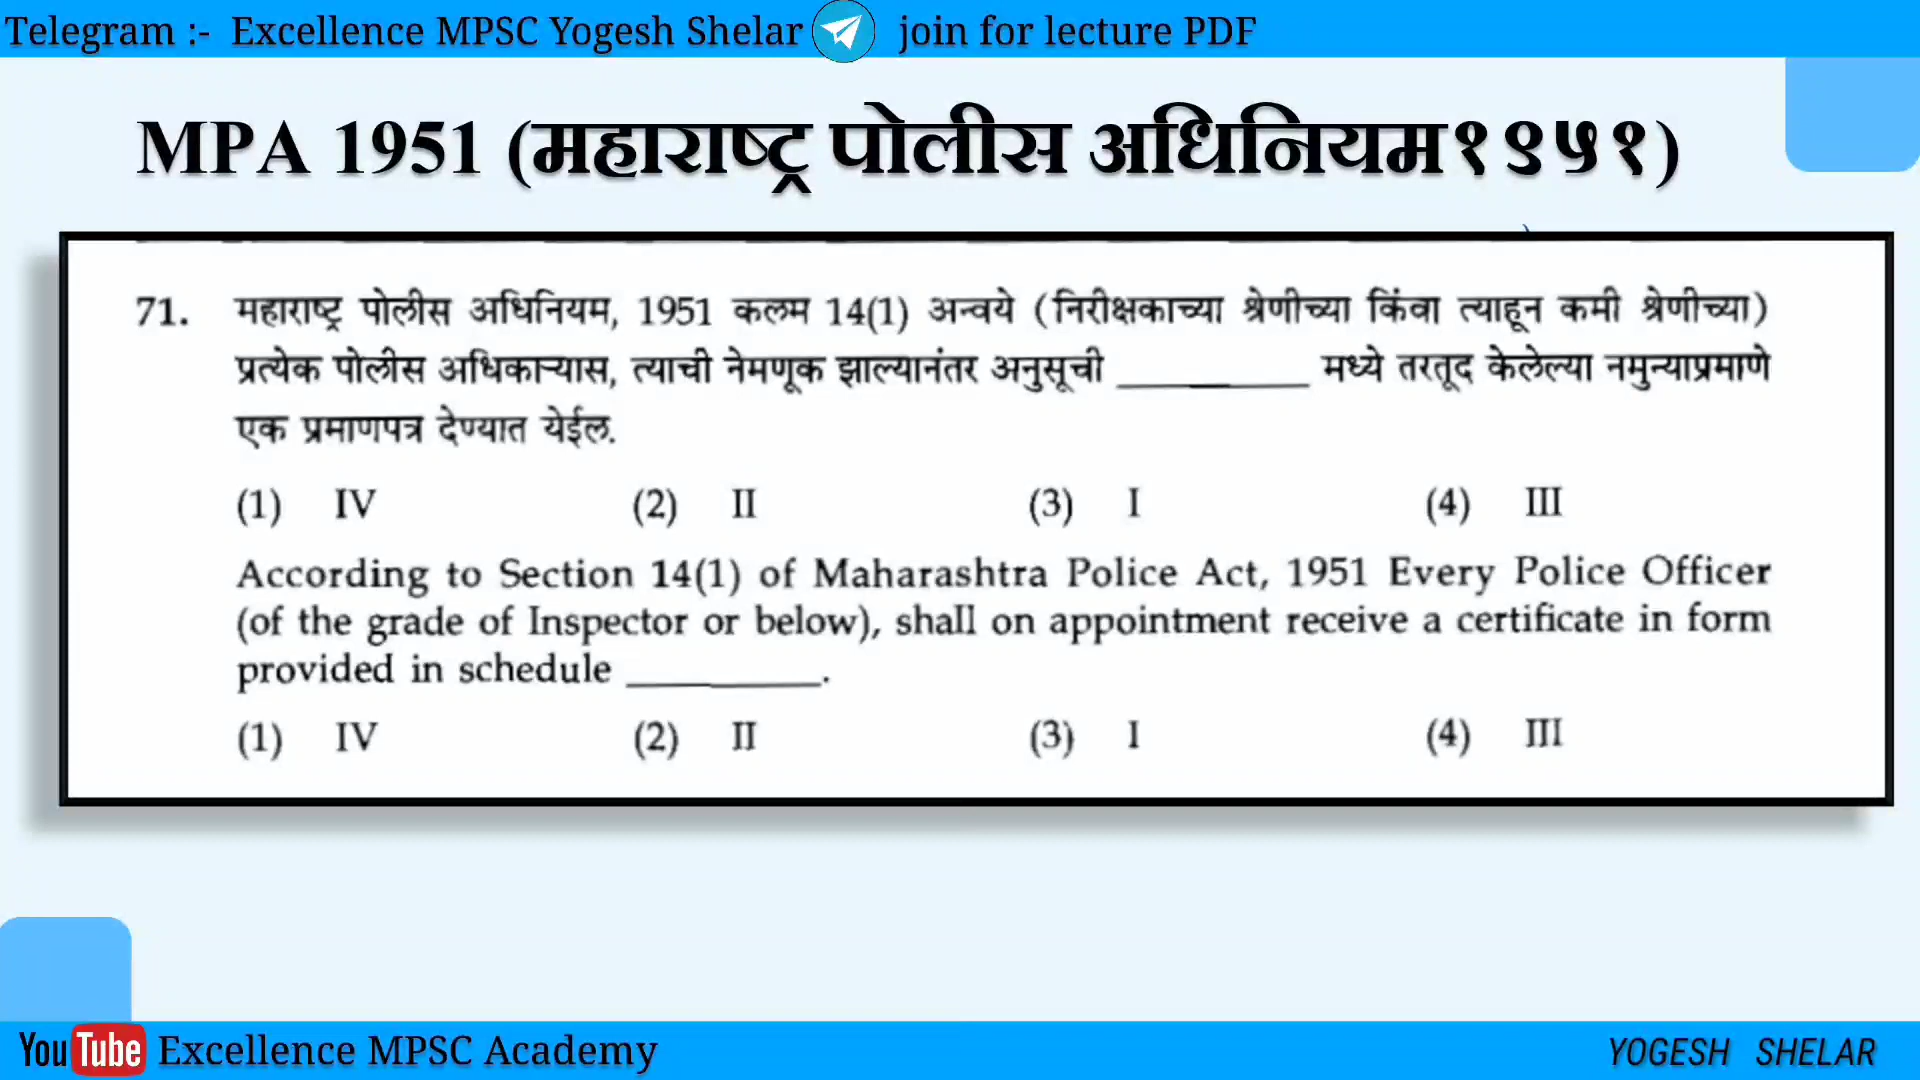 Telegram :- Excellence MPSC Yogesh Shelar join for lecture PDF
MPA 1951 (महाराष्ट्र पोलीस अधिनियम१९५१)
71. महाराष्ट्र पोलीस अधिनियम, 1951 कलम 14(1) अन्वये (निरीक्षकाच्या श्रेणीच्या किंवा त्याहून कमी श्रेणीच्या)
प्रत्येक पोलीस अधिकाऱ्यास, त्याची नेमणूक झाल्यानंतर अनुसूची __________ मध्ये तरतूद केलेल्या नमुन्याप्रमाणे
एक प्रमाणपत्र देण्यात येईल.
(1) IV (2) II (3) I (4) III
According to Section 14(1) of Maharashtra Police Act, 1951 Every Police Officer
(of the grade of Inspector or below), shall on appointment receive a certificate in form
provided in schedule __________.
(1) IV (2) II (3) I (4) III
YouTube Excellence MPSC Academy YOGESH SHELAR